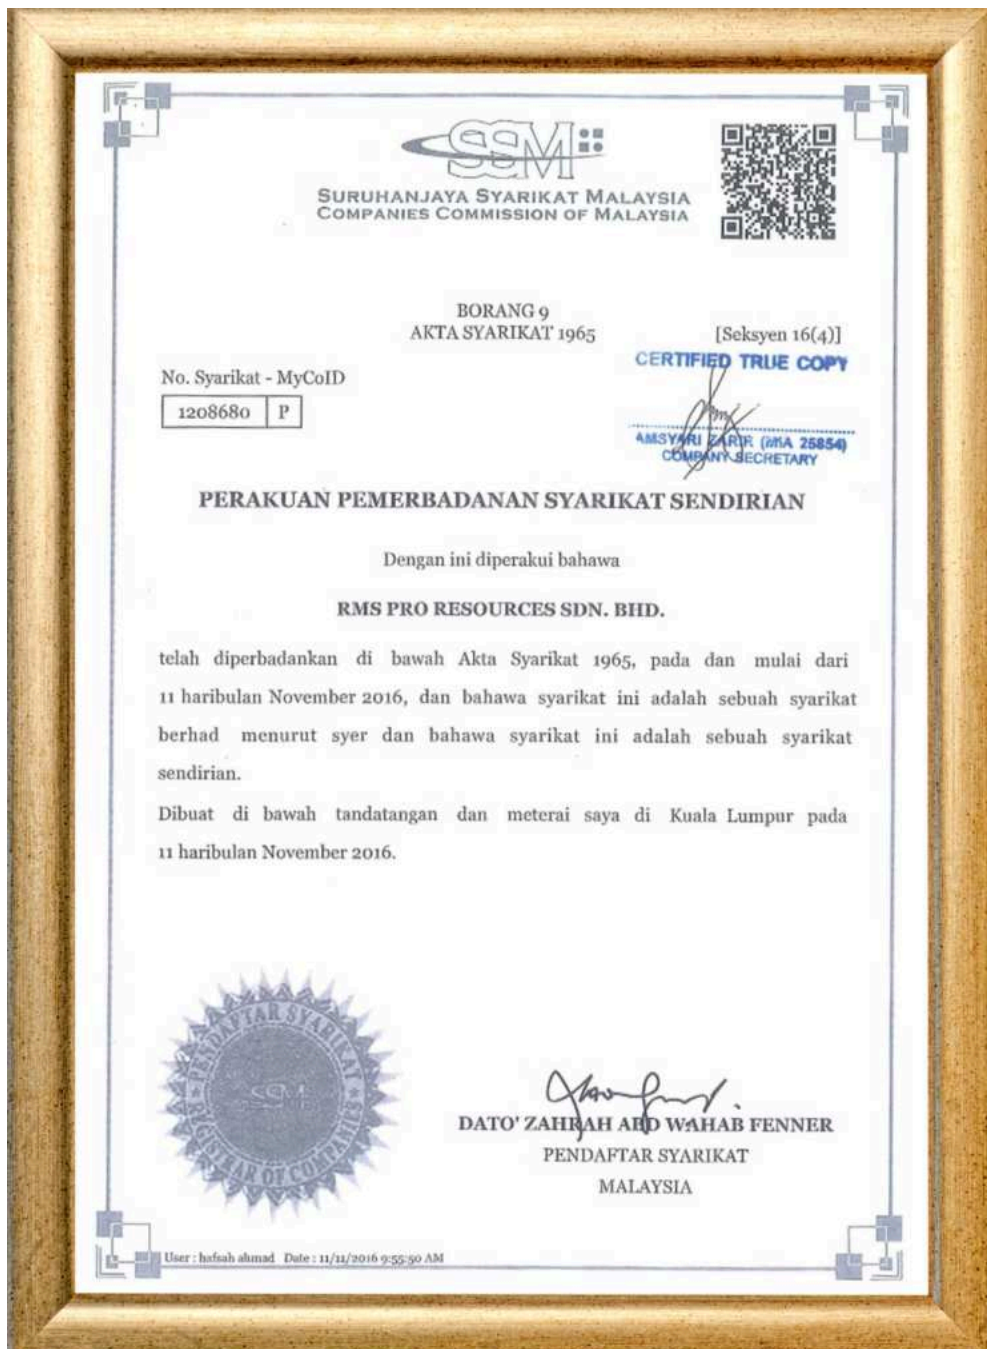 SSM
SURUHANJAYA SYARIKAT MALAYSIA
COMPANIES COMMISSION OF MALAYSIA
BORANG 9
AKTA SYARIKAT 1965
[Seksyen 16(4)]
CERTIFIED TRUE COPY
No. Syarikat - MyCoID
1208680 P
AMSYARI ZARIR (MIA 25854)
COMPANY SECRETARY
PERAKUAN PEMERBADANAN SYARIKAT SENDIRIAN
Dengan ini diperakui bahawa
RMS PRO RESOURCES SDN. BHD.
telah diperbadankan di bawah Akta Syarikat 1965, pada dan mulai dari
11 haribulan November 2016, dan bahawa syarikat ini adalah sebuah syarikat
berhad menurut syer dan bahawa syarikat ini adalah sebuah syarikat
sendirian.
Dibuat di bawah tandatangan dan meterai saya di Kuala Lumpur pada
11 haribulan November 2016.
PENDAFTAR SYARIKAT
SSM
REGISTRAR OF COMPANIES
DATO' ZAHRAH ABD WAHAB FENNER
PENDAFTAR SYARIKAT
MALAYSIA
User : hafsah ahmad Date : 11/11/2016 9:55:50 AM